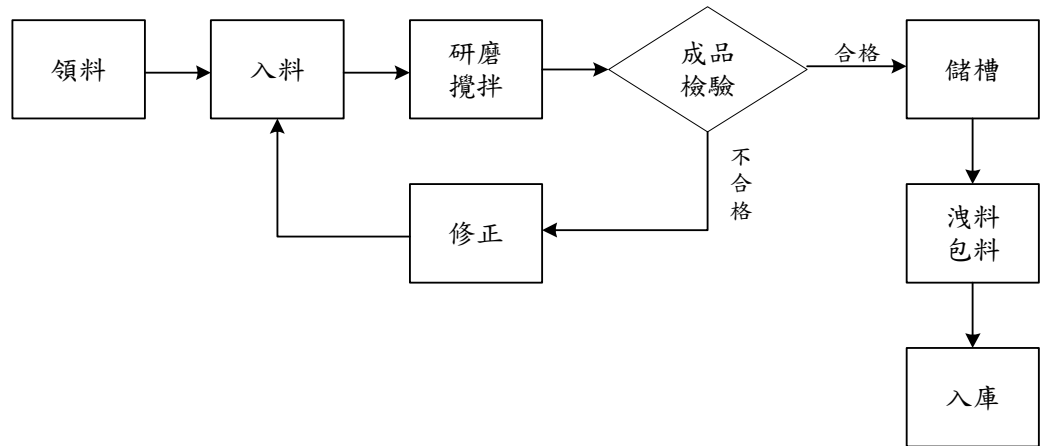 領料
入料
研磨
攪拌
成品
檢驗
合格
儲槽
不合格
修正
洩料
包料
入庫